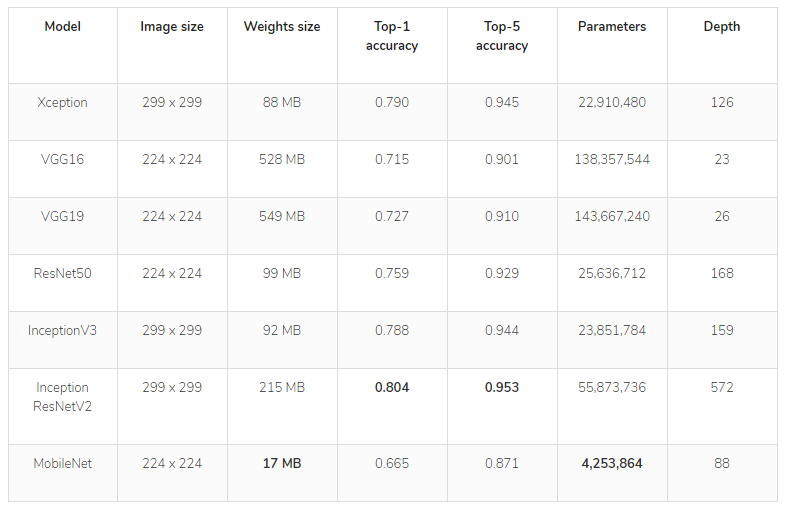 Model Image size Weights size Top-1 accuracy Top-5 accuracy Parameters Depth
Xception 299 x 299 88 MB 0.790 0.945 22,910,480 126
VGG16 224 x 224 528 MB 0.715 0.901 138,357,544 23
VGG19 224 x 224 549 MB 0.727 0.910 143,667,240 26
ResNet50 224 x 224 99 MB 0.759 0.929 25,636,712 168
InceptionV3 299 x 299 92 MB 0.788 0.944 23,851,784 159
Inception ResNetV2 299 x 299 215 MB 0.804 0.953 55,873,736 572
MobileNet 224 x 224 17 MB 0.665 0.871 4,253,864 88